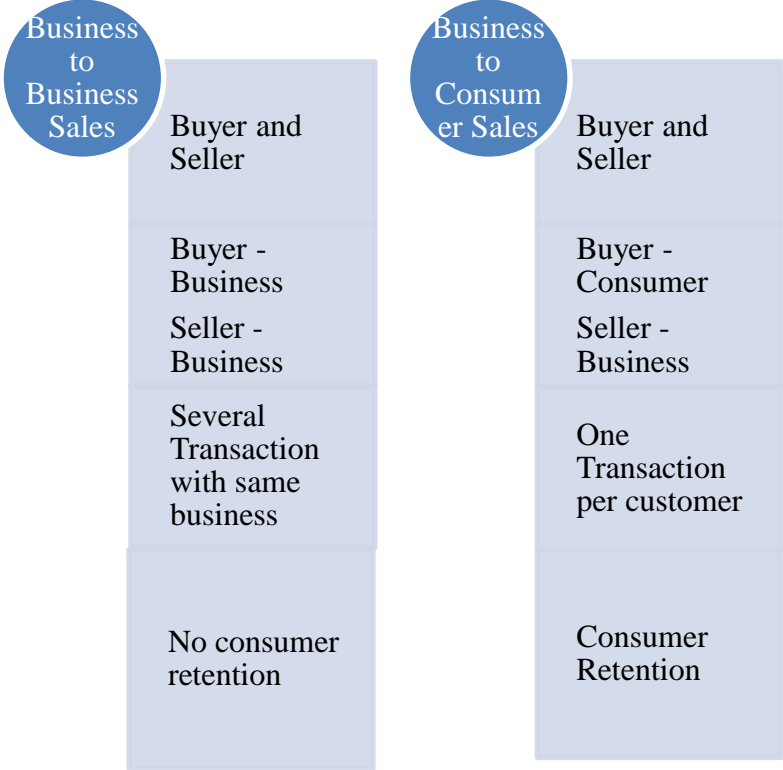 Business
to
Business
Sales
Buyer and
Seller
Buyer -
Business
Seller -
Business
Several
Transaction
with same
business
No consumer
retention
Business
to
Consum
er Sales
Buyer and
Seller
Buyer -
Consumer
Seller -
Business
One
Transaction
per customer
Consumer
Retention